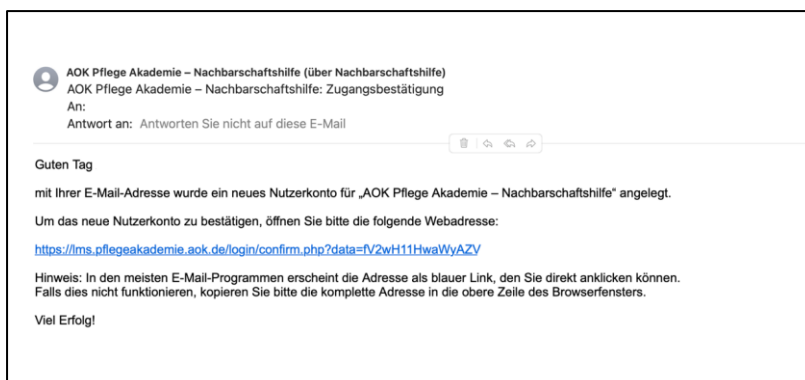 AOK Pflege Akademie – Nachbarschaftshilfe (über Nachbarschaftshilfe)
AOK Pflege Akademie – Nachbarschaftshilfe: Zugangsbestätigung
An:
Antwort an: Antworten Sie nicht auf diese E-Mail
Guten Tag
mit Ihrer E-Mail-Adresse wurde ein neues Nutzerkonto für „AOK Pflege Akademie – Nachbarschaftshilfe“ angelegt.
Um das neue Nutzerkonto zu bestätigen, öffnen Sie bitte die folgende Webadresse:
https://lms.pflegeakademie.aok.de/login/confirm.php?data=fV2wH11HwaWyAZV
Hinweis: In den meisten E-Mail-Programmen erscheint die Adresse als blauer Link, den Sie direkt anklicken können.
Falls dies nicht funktionieren, kopieren Sie bitte die komplette Adresse in die obere Zeile des Browserfensters.
Viel Erfolg!